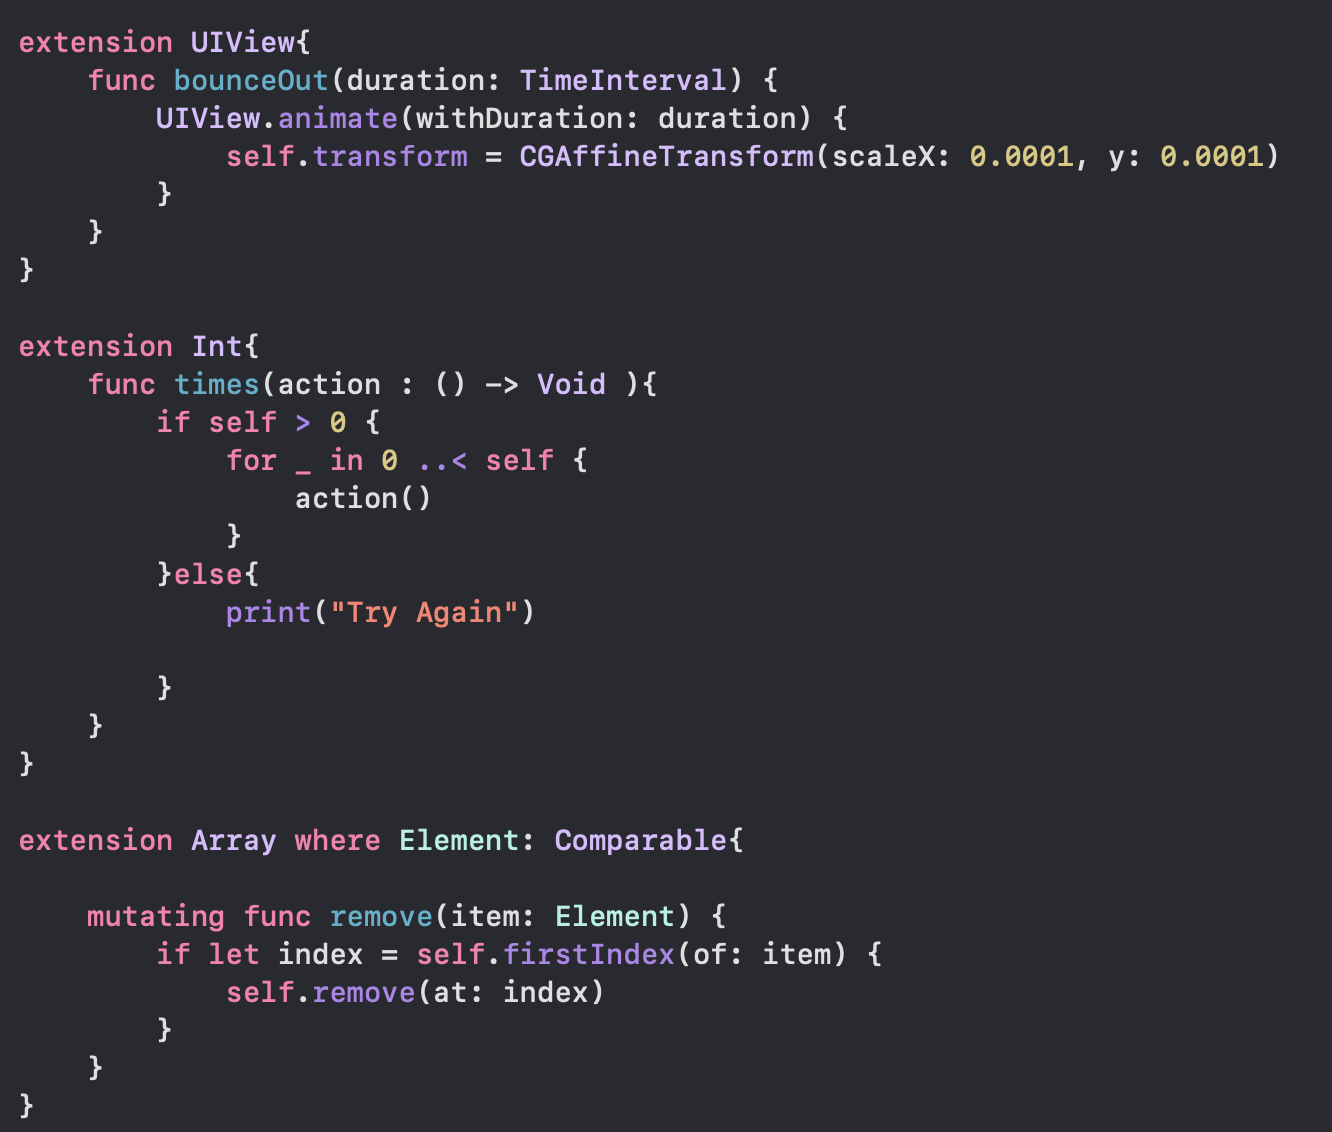 extension UIView{
    func bounceOut(duration: TimeInterval) {
        UIView.animate(withDuration: duration) {
            self.transform = CGAffineTransform(scaleX: 0.0001, y: 0.0001)
        }
    }
}

extension Int{
    func times(action : () -> Void ){
        if self > 0 {
            for _ in 0 ..< self {
                action()
            }
        }else{
            print("Try Again")

        }
    }
}

extension Array where Element: Comparable{

    mutating func remove(item: Element) {
        if let index = self.firstIndex(of: item) {
            self.remove(at: index)
        }
    }
}